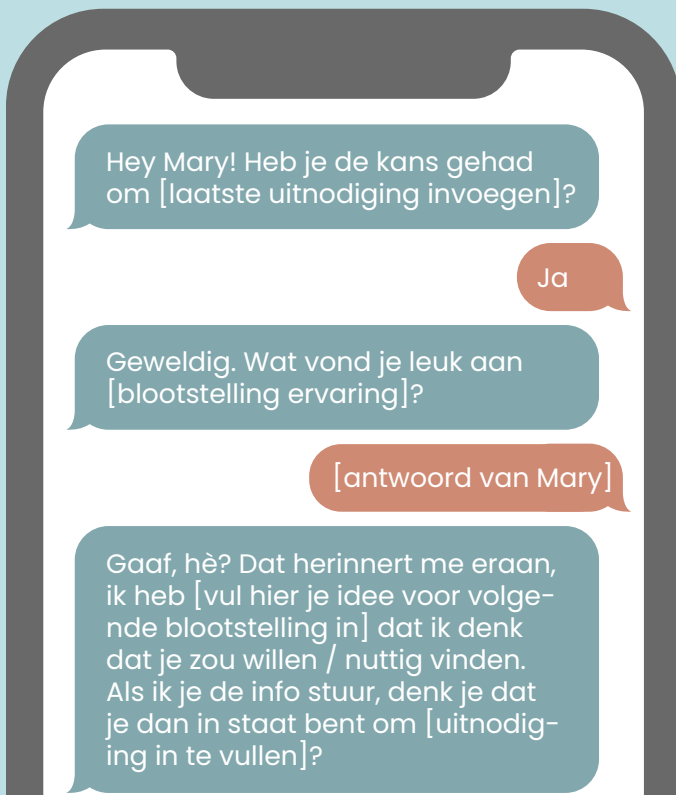 Hey Mary! Heb je de kans gehad
om [laatste uitnodiging invoegen]?
Ja
Geweldig. Wat vond je leuk aan
[blootstelling ervaring]?
[antwoord van Mary]
Gaaf, hè? Dat herinnert me eraan,
ik heb [vul hier je idee voor volge-
nde blootstelling in] dat ik denk
dat je zou willen / nuttig vinden.
Als ik je de info stuur, denk je dat
je dan in staat bent om [uitnodig-
ing in te vullen]?